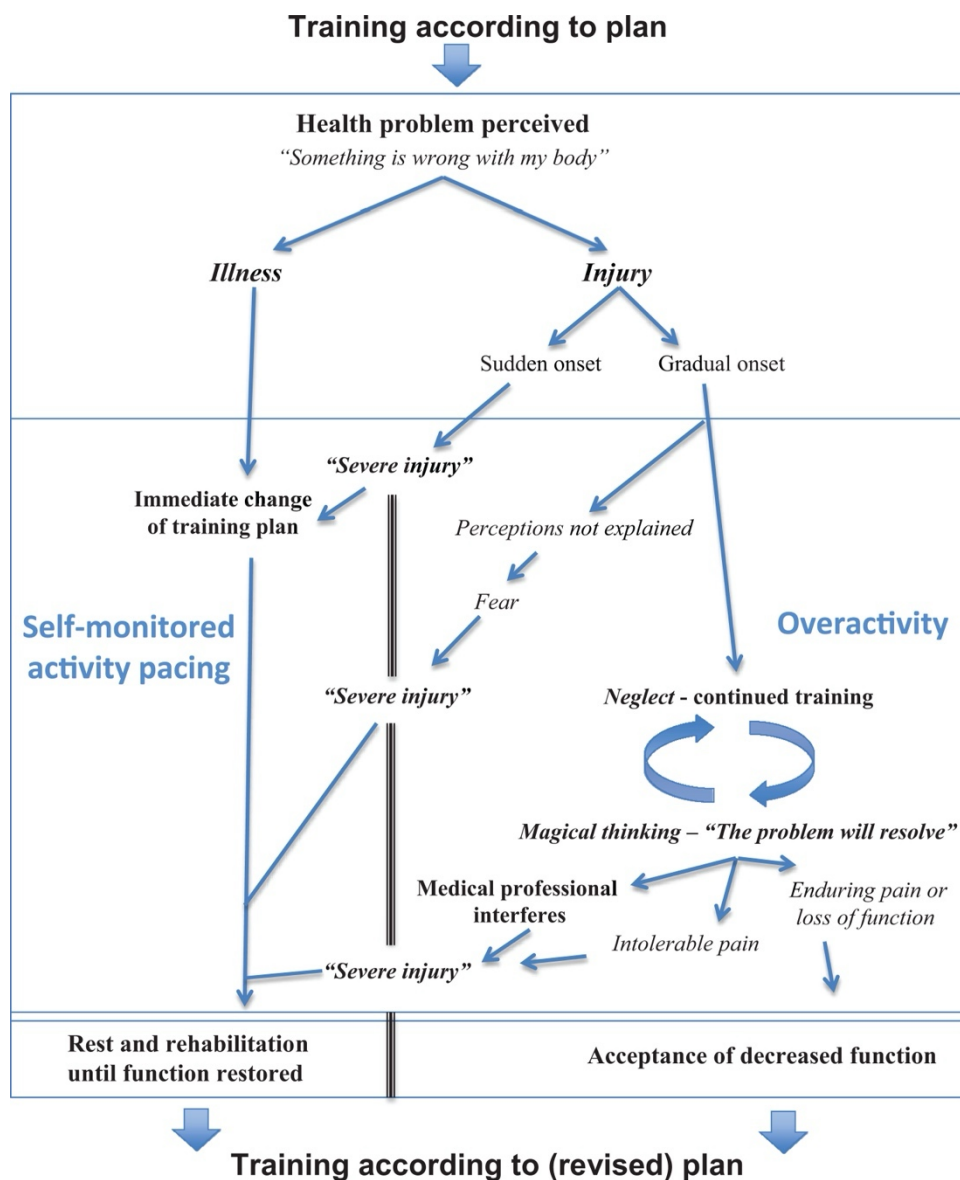 Training according to plan
Health problem perceived
“Something is wrong with my body”
Illness
Injury
Sudden onset
Gradual onset
“Severe injury”
Immediate change
of training plan
Perceptions not explained
Fear
Self-monitored
activity pacing
Overactivity
“Severe injury”
Neglect - continued training
Magical thinking – “The problem will resolve”
Medical professional
interferes
Enduring pain or
loss of function
Intolerable pain
“Severe injury”
Rest and rehabilitation
until function restored
Acceptance of decreased function
Training according to (revised) plan